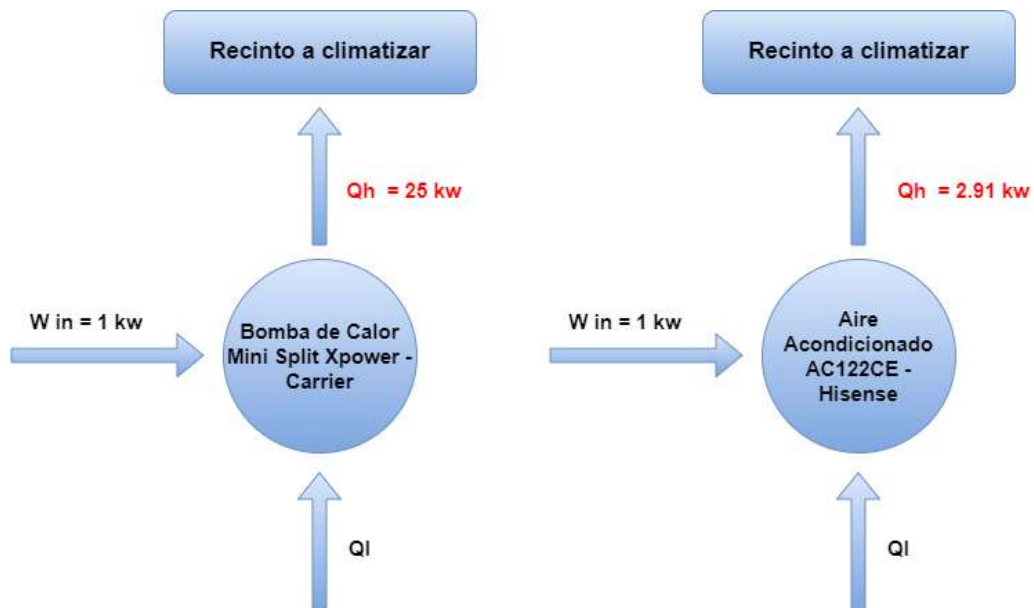 Recinto a climatizar
Qh = 25 kw
W in = 1 kw
Bomba de Calor
Mini Split Xpower -
Carrier
Ql
Recinto a climatizar
Qh = 2.91 kw
W in = 1 kw
Aire
Acondicionado
AC122CE -
Hisense
Ql